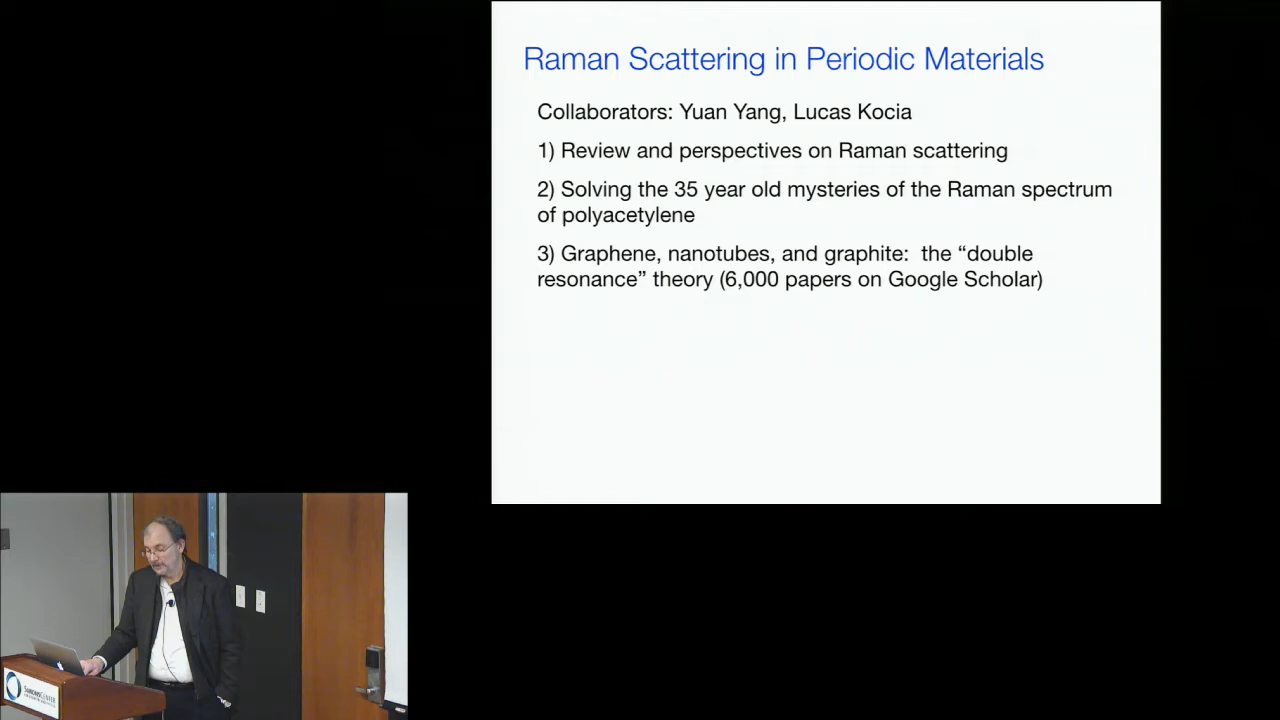 Raman Scattering in Periodic Materials
Collaborators: Yuan Yang, Lucas Kocia
1) Review and perspectives on Raman scattering
2) Solving the 35 year old mysteries of the Raman spectrum
of polyacetylene
3) Graphene, nanotubes, and graphite:  the “double
resonance” theory (6,000 papers on Google Scholar)
SIMONS CENTER